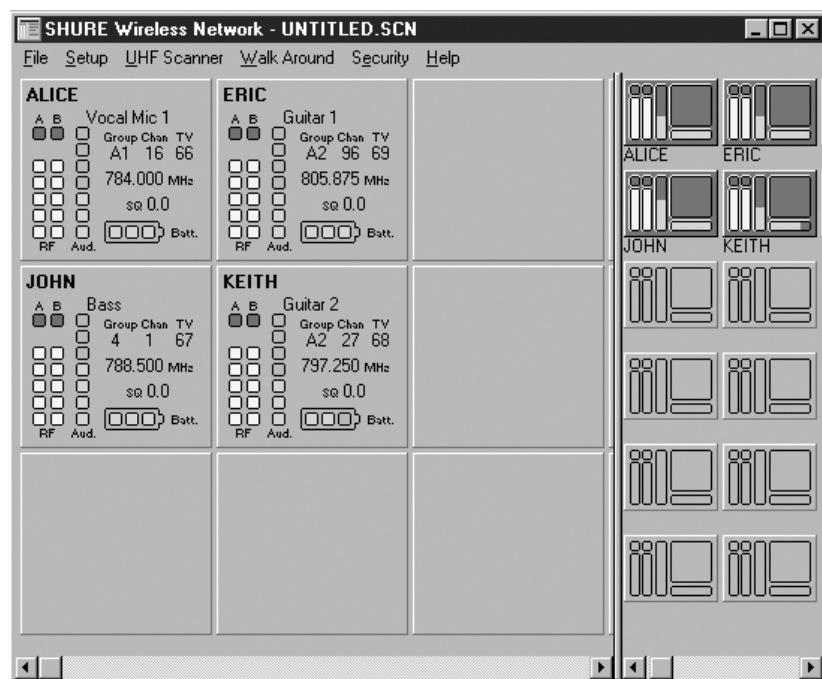 SHURE Wireless Network - UNTITLED.SCN
File Setup UHF Scanner Walk Around Security Help
ALICE
A B Vocal Mic 1
Group Chan TV
A1 16 66
784.000 MHz
SQ 0.0
Batt.
RF Aud.
ERIC
A B Guitar 1
Group Chan TV
A2 96 69
805.875 MHz
SQ 0.0
Batt.
RF Aud.
JOHN
A B Bass
Group Chan TV
4 1 67
788.500 MHz
SQ 0.0
Batt.
RF Aud.
KEITH
A B Guitar 2
Group Chan TV
A2 27 68
797.250 MHz
SQ 0.0
Batt.
RF Aud.
ALICE ERIC
JOHN KEITH